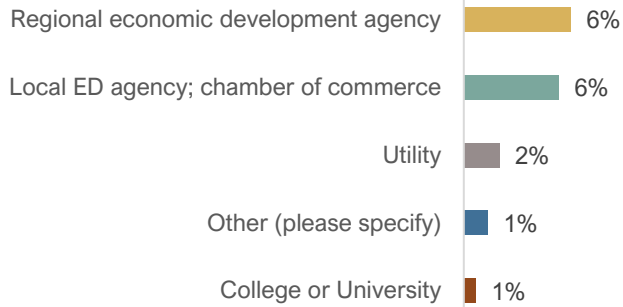 Regional economic development agency 6%
Local ED agency; chamber of commerce 6%
Utility 2%
Other (please specify) 1%
College or University 1%